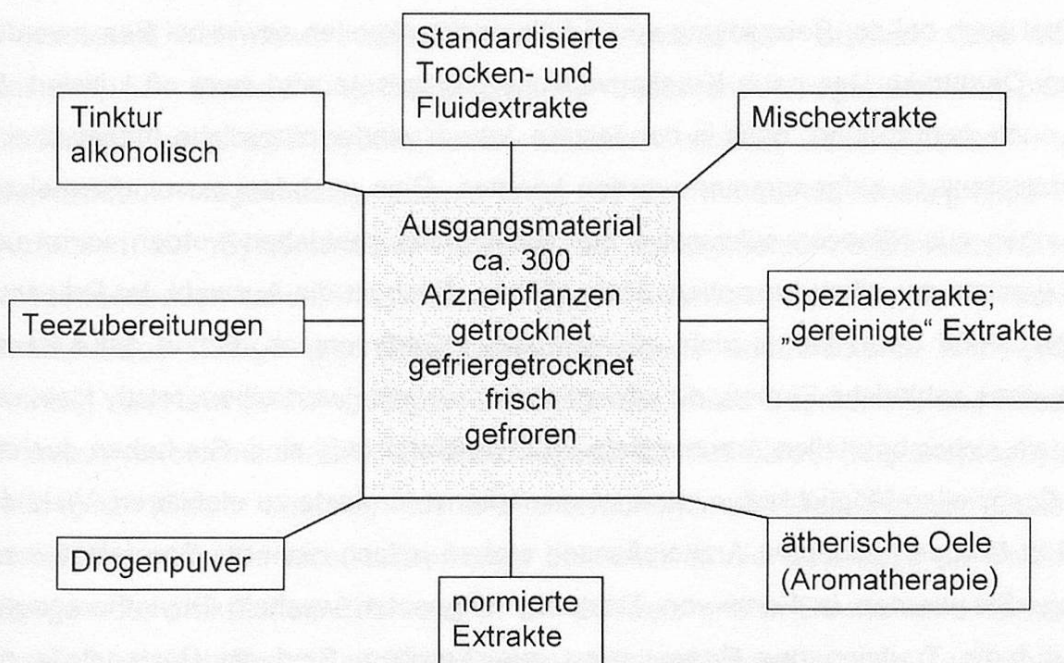 Standardisierte
Trocken- und
Fluidextrakte
Tinktur
alkoholisch
Mischextrakte
Ausgangsmaterial
ca. 300
Arzneipflanzen
getrocknet
gefriergetrocknet
frisch
gefroren
Teezubereitungen
Spezialextrakte;
„gereinigte“ Extrakte
Drogenpulver
normierte
Extrakte
ätherische Oele
(Aromatherapie)